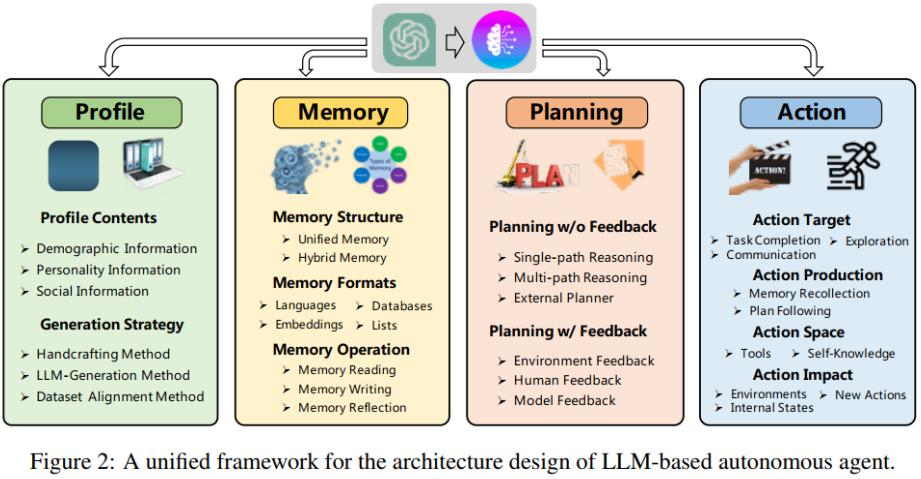 Profile
Profile Contents
Demographic Information
Personality Information
Social Information
Generation Strategy
Handcrafting Method
LLM-Generation Method
Dataset Alignment Method
Memory
Types of
Memory
Memory Structure
Unified Memory
Hybrid Memory
Memory Formats
Languages
Databases
Embeddings
Lists
Memory Operation
Memory Reading
Memory Writing
Memory Reflection
Planning
PLAN
Planning w/o Feedback
Single-path Reasoning
Multi-path Reasoning
External Planner
Planning w/ Feedback
Environment Feedback
Human Feedback
Model Feedback
Action
ACTION!
Action Target
Task Completion
Exploration
Communication
Action Production
Memory Recollection
Plan Following
Action Space
Tools
Self-Knowledge
Action Impact
Environments
New Actions
Internal States
Figure 2: A unified framework for the architecture design of LLM-based autonomous agent.